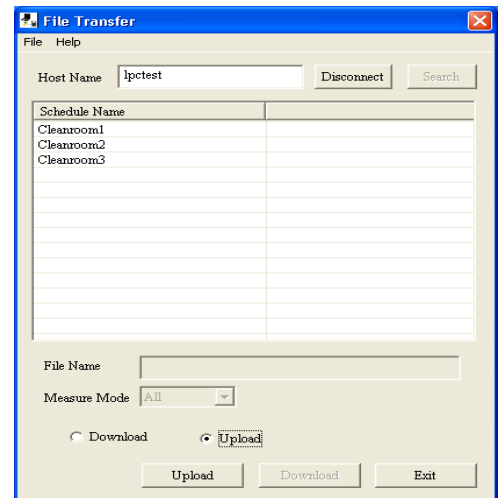 File Transfer
File Help
Host Name lpctest Disconnect Search
Schedule Name
Cleanroom1
Cleanroom2
Cleanroom3
File Name
Measure Mode All
Download Upload
Upload Download Exit